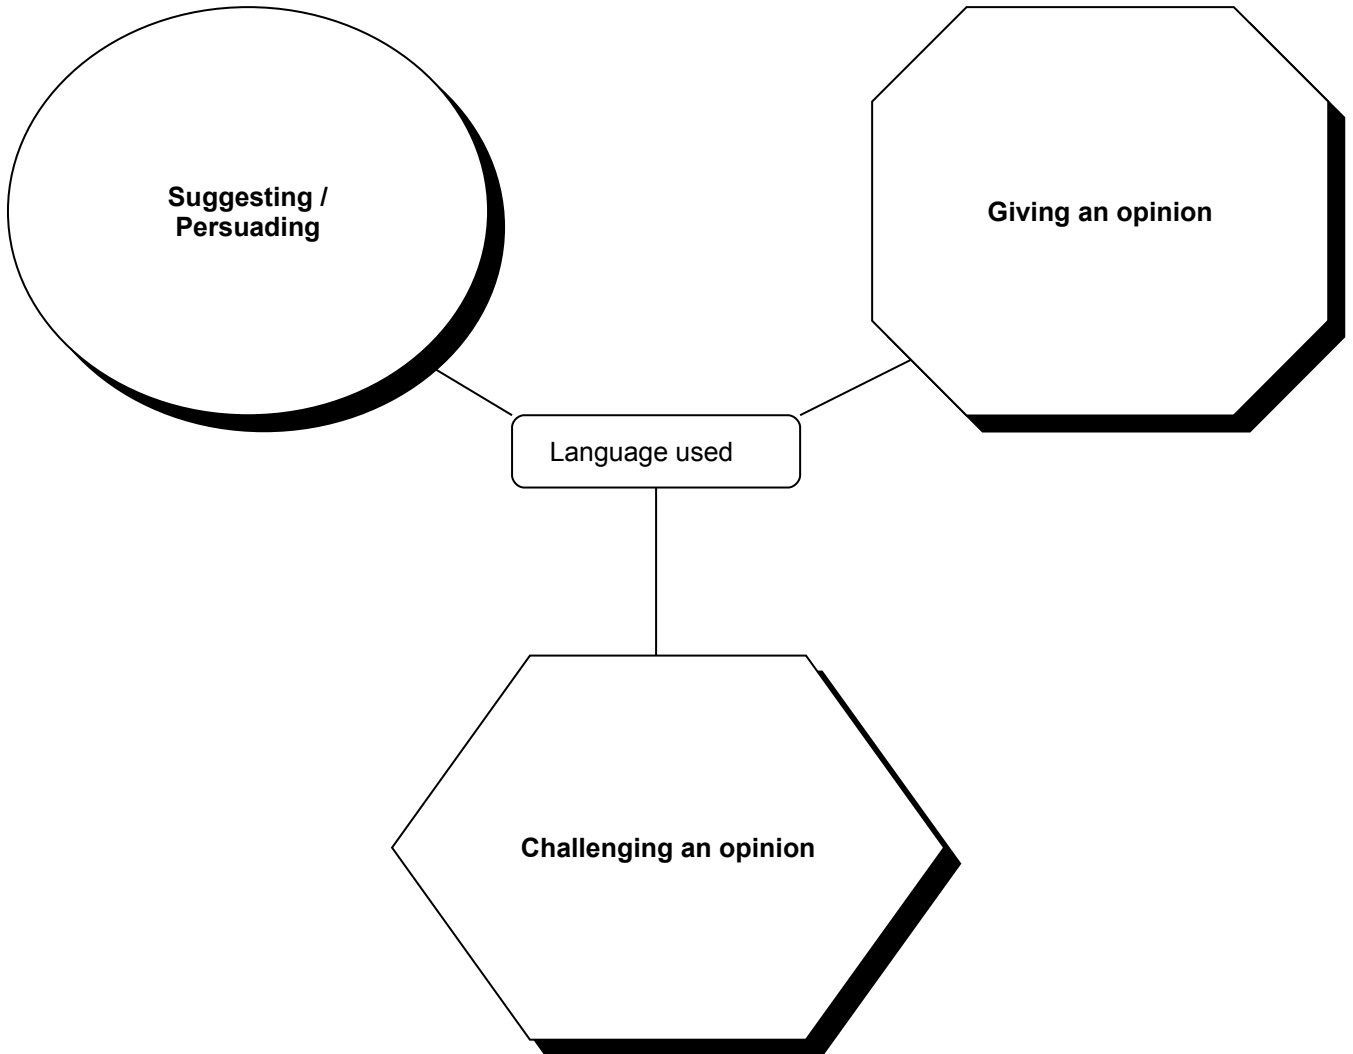 Suggesting /
Persuading
Giving an opinion
Language used
Challenging an opinion